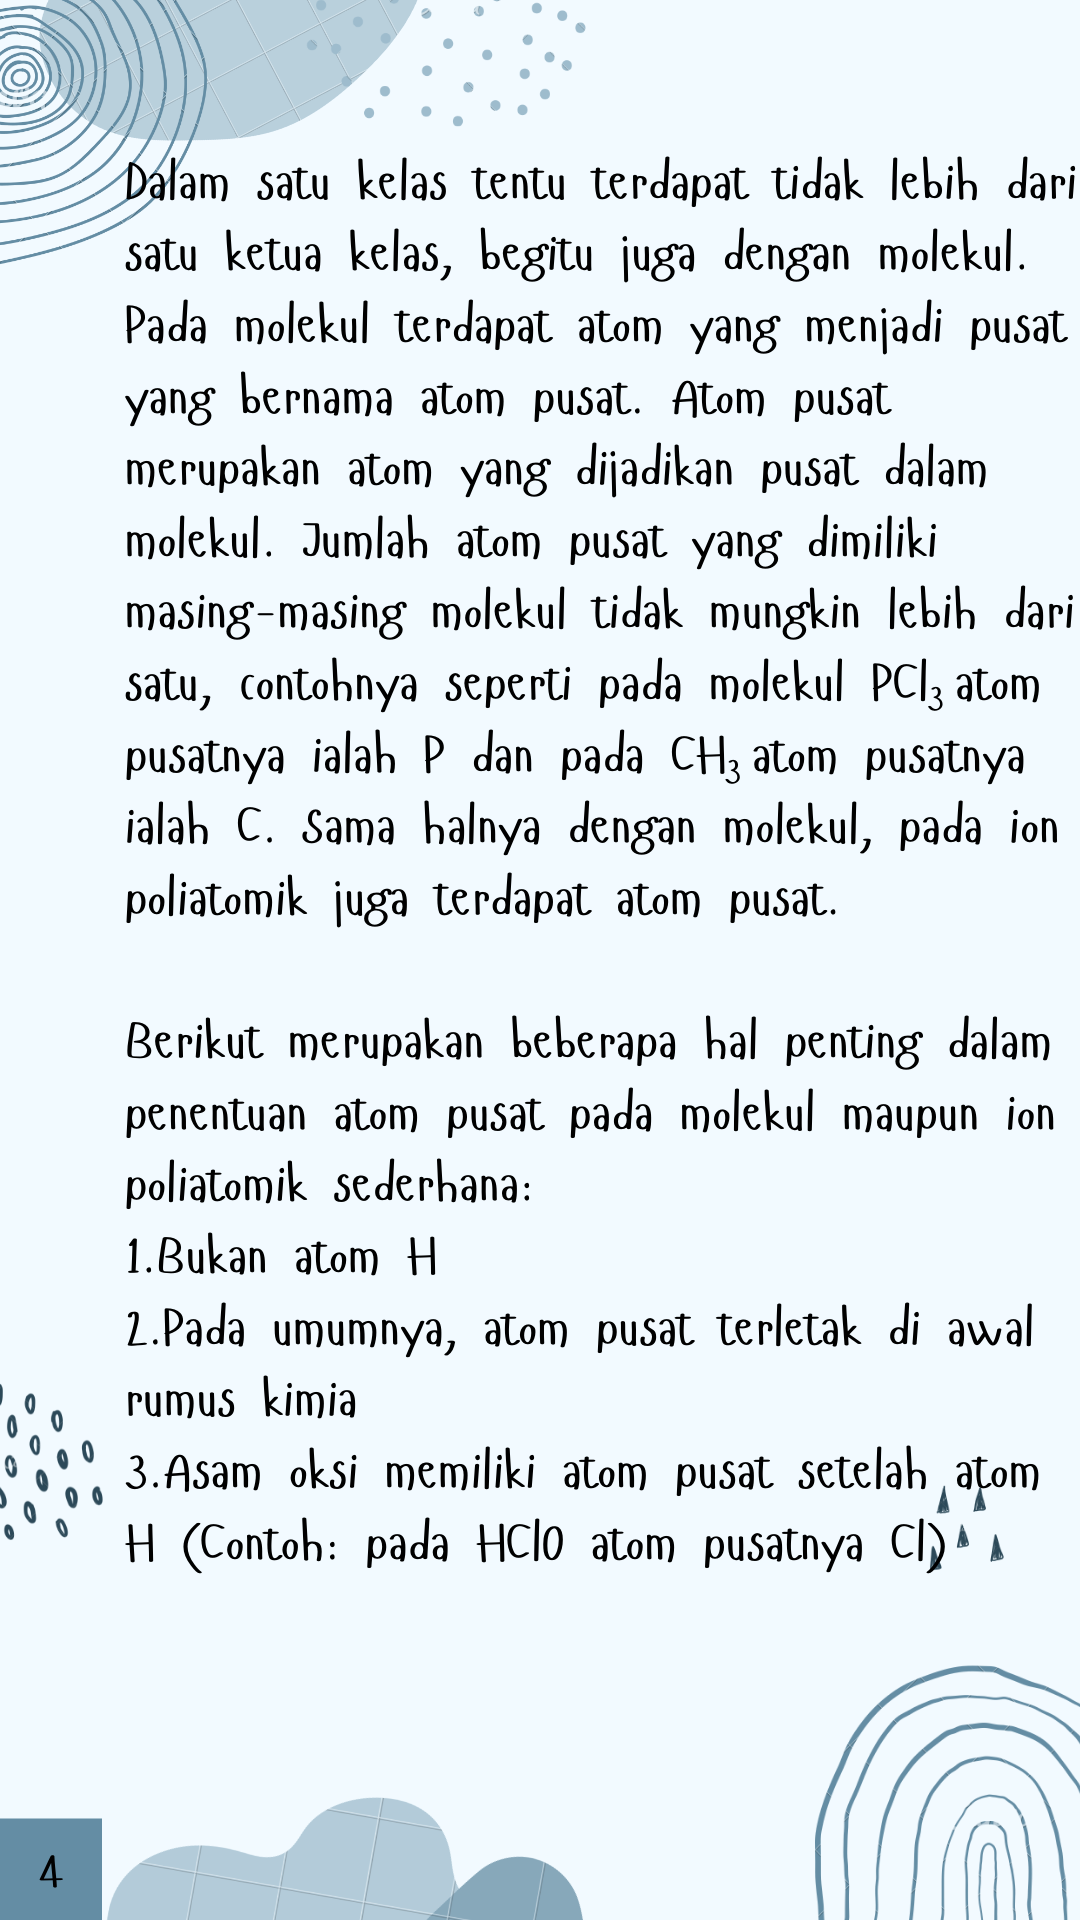 Dalam satu kelas tentu terdapat tidak lebih dari
satu ketua kelas, begitu juga dengan molekul.
Pada molekul terdapat atom yang menjadi pusat
yang bernama atom pusat. Atom pusat
merupakan atom yang dijadikan pusat dalam
molekul. Jumlah atom pusat yang dimiliki
masing-masing molekul tidak mungkin lebih dari
satu, contohnya seperti pada molekul PCl₃ atom
pusatnya ialah P dan pada CH₃ atom pusatnya
ialah C. Sama halnya dengan molekul, pada ion
poliatomik juga terdapat atom pusat.
Berikut merupakan beberapa hal penting dalam
penentuan atom pusat pada molekul maupun ion
poliatomik sederhana:
1.Bukan atom H
2.Pada umumnya, atom pusat terletak di awal
rumus kimia
3.Asam oksi memiliki atom pusat setelah atom
H (Contoh: pada HClO atom pusatnya Cl)
4